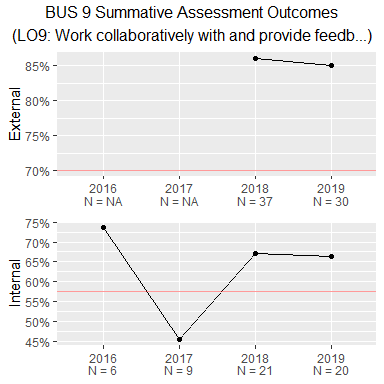 BUS 9 Summative Assessment Outcomes
(LO9: Work collaboratively with and provide feedb...)
External
85%
80%
75%
70%
2016 2017 2018 2019
N = NA N = NA N = 37 N = 30
Internal
75%
70%
65%
60%
55%
50%
45%
2016 2017 2018 2019
N = 6 N = 9 N = 21 N = 20